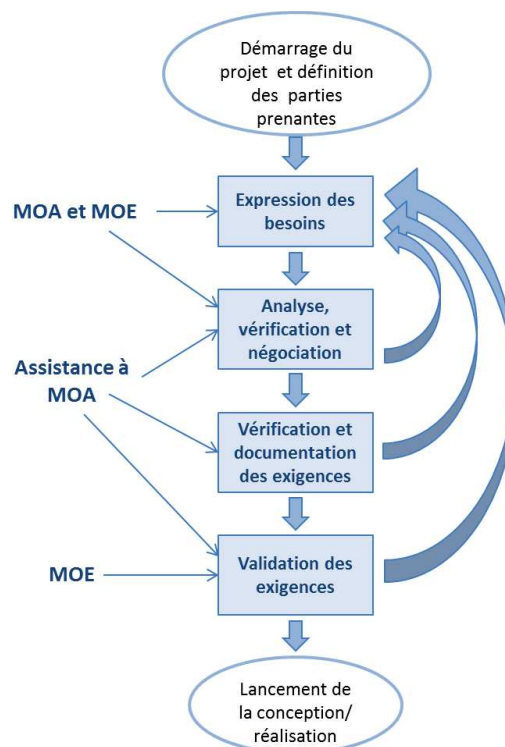 Démarrage du
projet et définition
des parties
prenantes
Expression des
besoins
MOA et MOE
Analyse,
vérification et
négociation
Assistance à
MOA
Vérification et
documentation
des exigences
Validation des
exigences
MOE
Lancement de
la conception/
réalisation